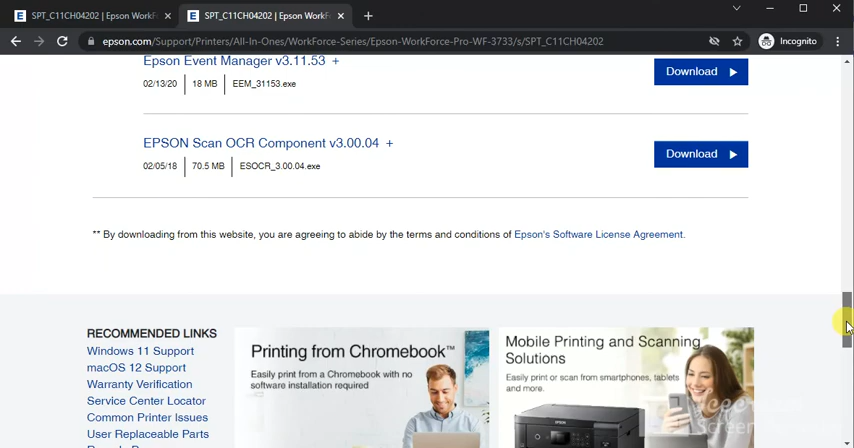 SPT_C11CH04202 | Epson WorkF
SPT_C11CH04202 | Epson WorkF
epson.com/Support/Printers/All-In-Ones/WorkForce-Series/Epson-WorkForce-Pro-WF-3733/s/SPT_C11CH04202
Incognito
Epson Event Manager v3.11.53 +
Download
02/13/20 | 18 MB | EEM_31153.exe
EPSON Scan OCR Component v3.00.04 +
Download
02/05/18 | 70.5 MB | ESOCR_3.00.04.exe
** By downloading from this website, you are agreeing to abide by the terms and conditions of Epson's Software License Agreement.
RECOMMENDED LINKS
Windows 11 Support
macOS 12 Support
Warranty Verification
Service Center Locator
Common Printer Issues
User Replaceable Parts
Printing from Chromebook™
Easily print from a Chromebook with no
software installation required
Mobile Printing and Scanning
Solutions
Easily print or scan from smartphones, tablets
and more.
EPSON
Screen